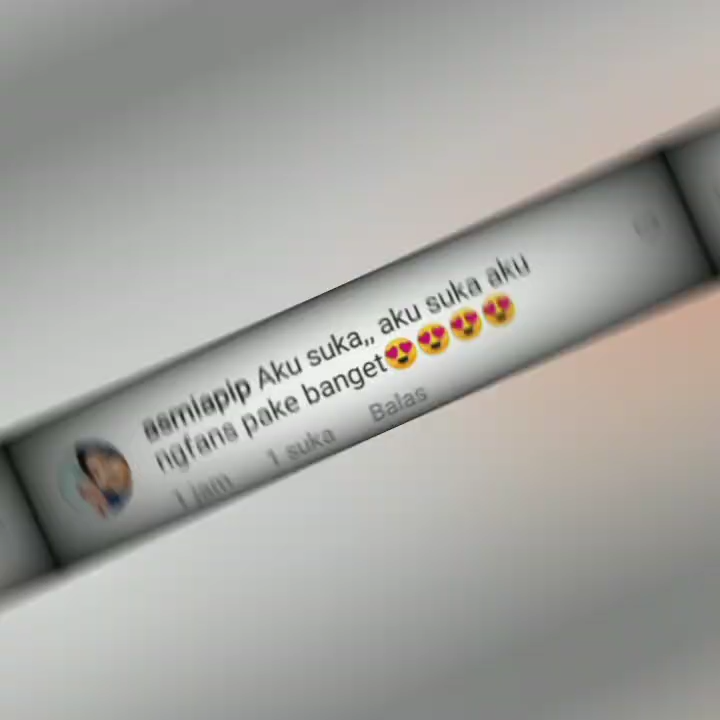 asmiapip Aku suka,, aku suka aku
ngfans pake banget😍😍😍😍
1 jam 1 suka Balas